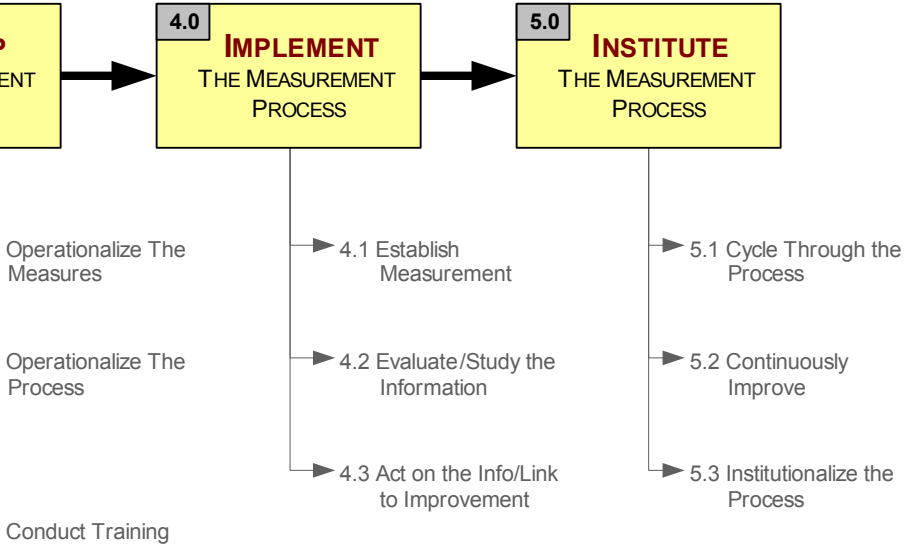 P
ENT
4.0
IMPLEMENT
THE MEASUREMENT
PROCESS
5.0
INSTITUTE
THE MEASUREMENT
PROCESS
Operationalize The
Measures
Operationalize The
Process
Conduct Training
4.1 Establish
Measurement
4.2 Evaluate/Study the
Information
4.3 Act on the Info/Link
to Improvement
5.1 Cycle Through the
Process
5.2 Continuously
Improve
5.3 Institutionalize the
Process